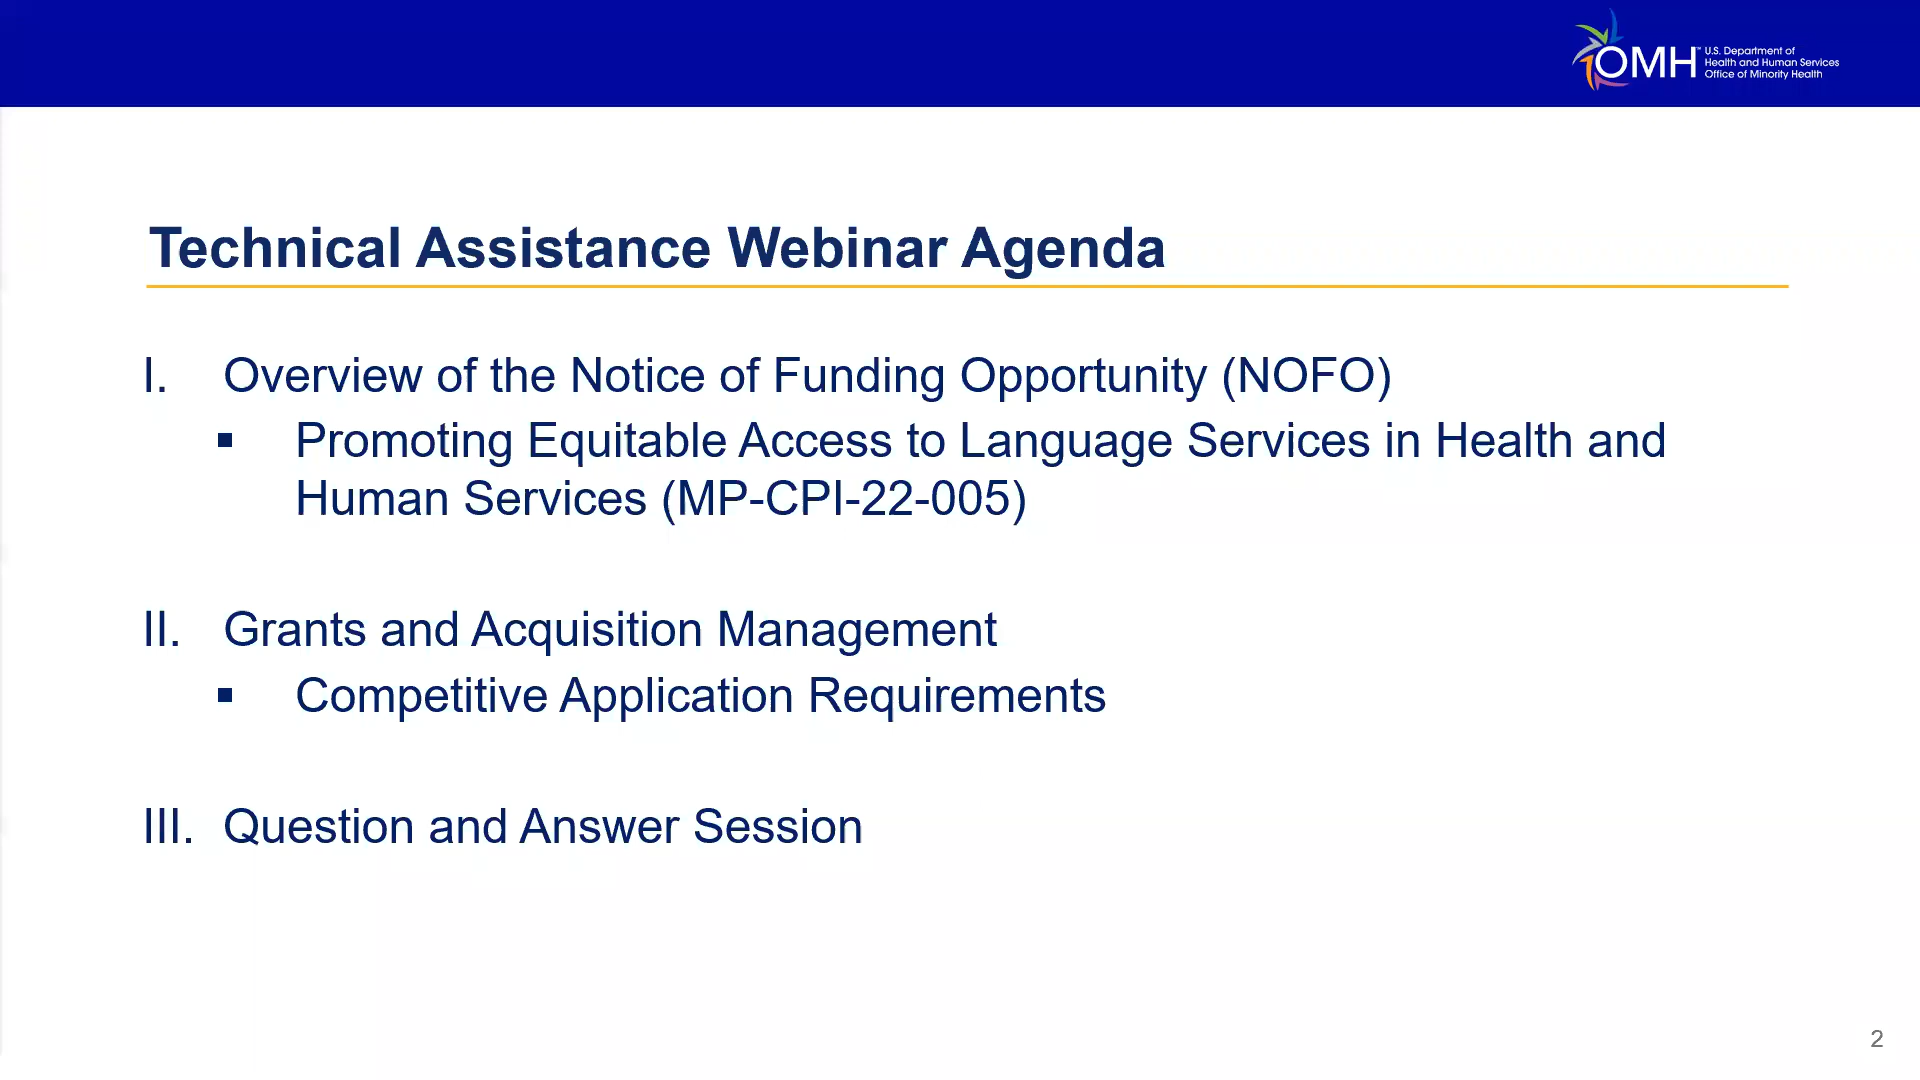 OMH™ U.S. Department of
Health and Human Services
Office of Minority Health
Technical Assistance Webinar Agenda
I. Overview of the Notice of Funding Opportunity (NOFO)
▪ Promoting Equitable Access to Language Services in Health and
Human Services (MP-CPI-22-005)
II. Grants and Acquisition Management
▪ Competitive Application Requirements
III. Question and Answer Session
2